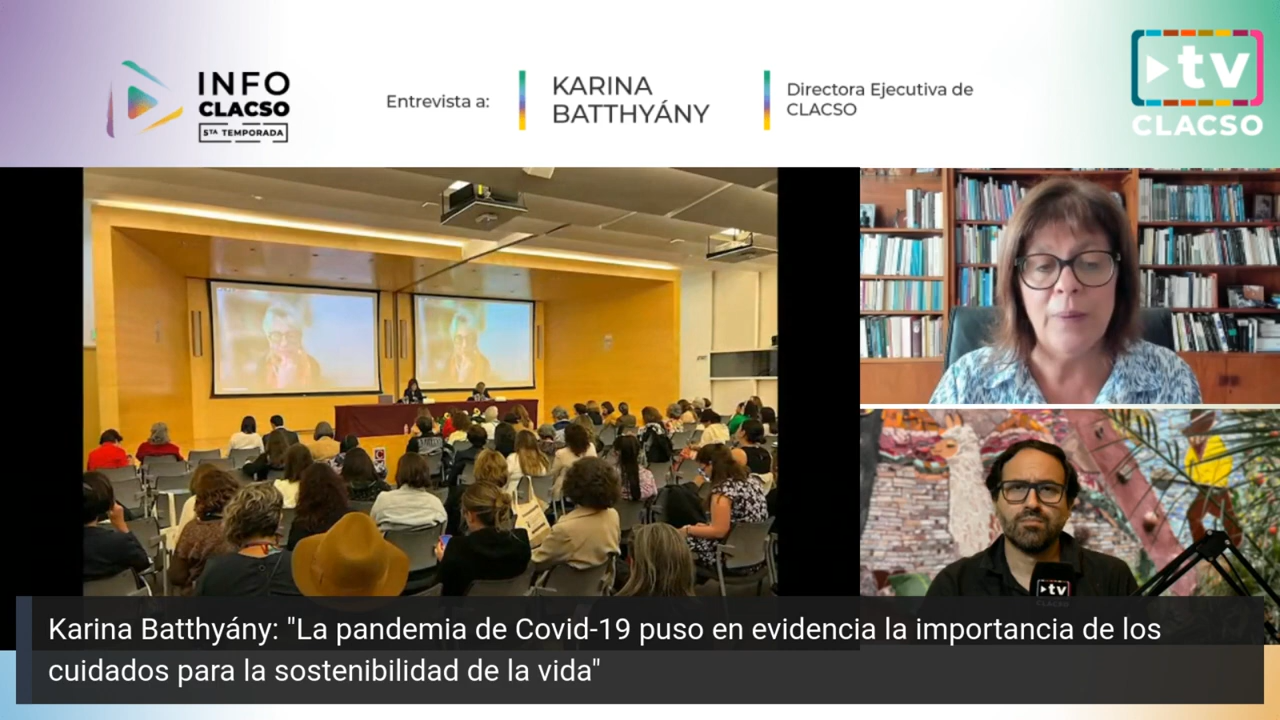 INFO
CLACSO
5TA TEMPORADA
Entrevista a:
KARINA
BATTHYÁNY
Directora Ejecutiva de
CLACSO
tv
CLACSO
tv
Karina Batthyány: "La pandemia de Covid-19 puso en evidencia la importancia de los
cuidados para la sostenibilidad de la vida"